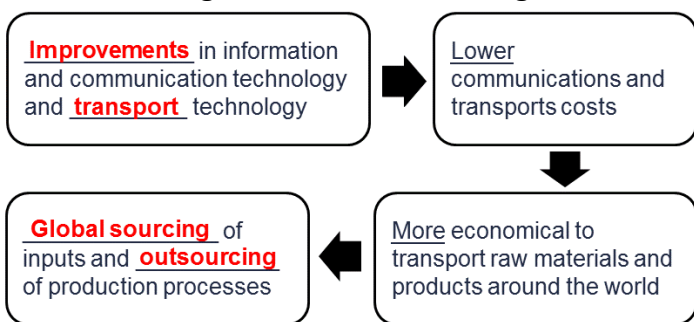 Improvements in information
and communication technology
and transport technology
Lower
communications and
transports costs
More economical to
transport raw materials and
products around the world
Global sourcing of
inputs and outsourcing
of production processes